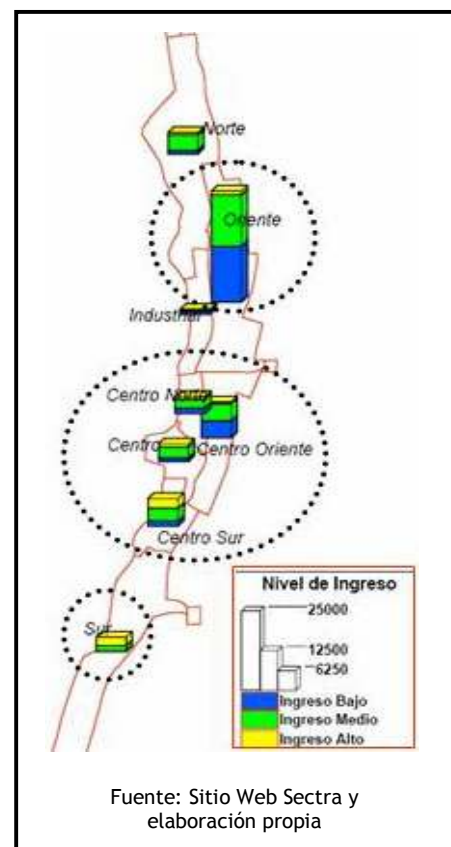 Norte
Oriente
Industrial
Centro Norte
Centro
Centro Oriente
Centro Sur
Sur
Nivel de Ingreso
25000
12500
6250
Ingreso Bajo
Ingreso Medio
Ingreso Alto
Fuente: Sitio Web Sectra y
elaboración propia